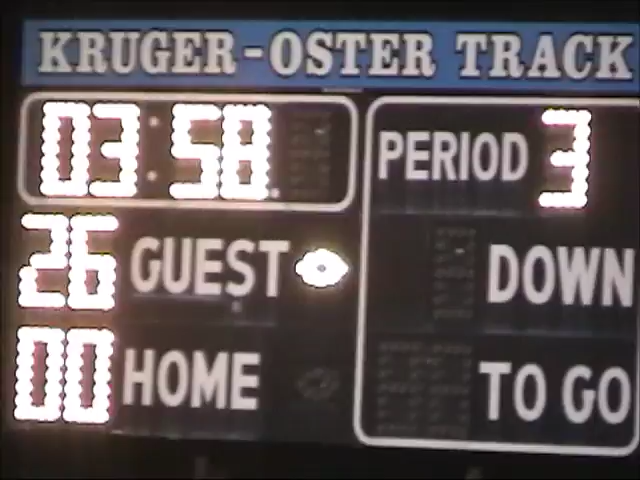 KRUGER-OSTER TRACK
03:58
PERIOD 3
26 GUEST
DOWN
00 HOME
TO GO